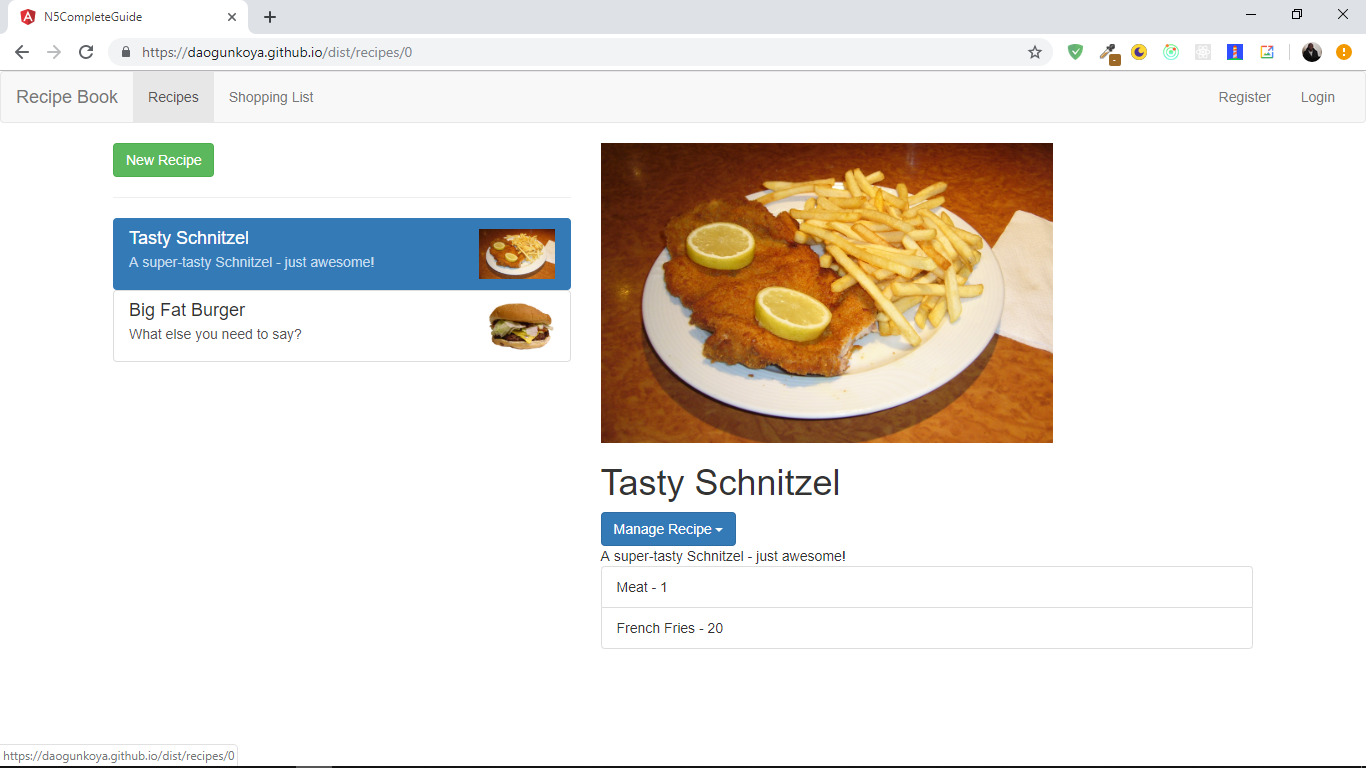 N5CompleteGuide
https://daogunkoya.github.io/dist/recipes/0
Recipe Book Recipes Shopping List Register Login
New Recipe
Tasty Schnitzel
A super-tasty Schnitzel - just awesome!
Big Fat Burger
What else you need to say?
Tasty Schnitzel
Manage Recipe
A super-tasty Schnitzel - just awesome!
Meat - 1
French Fries - 20
https://daogunkoya.github.io/dist/recipes/0